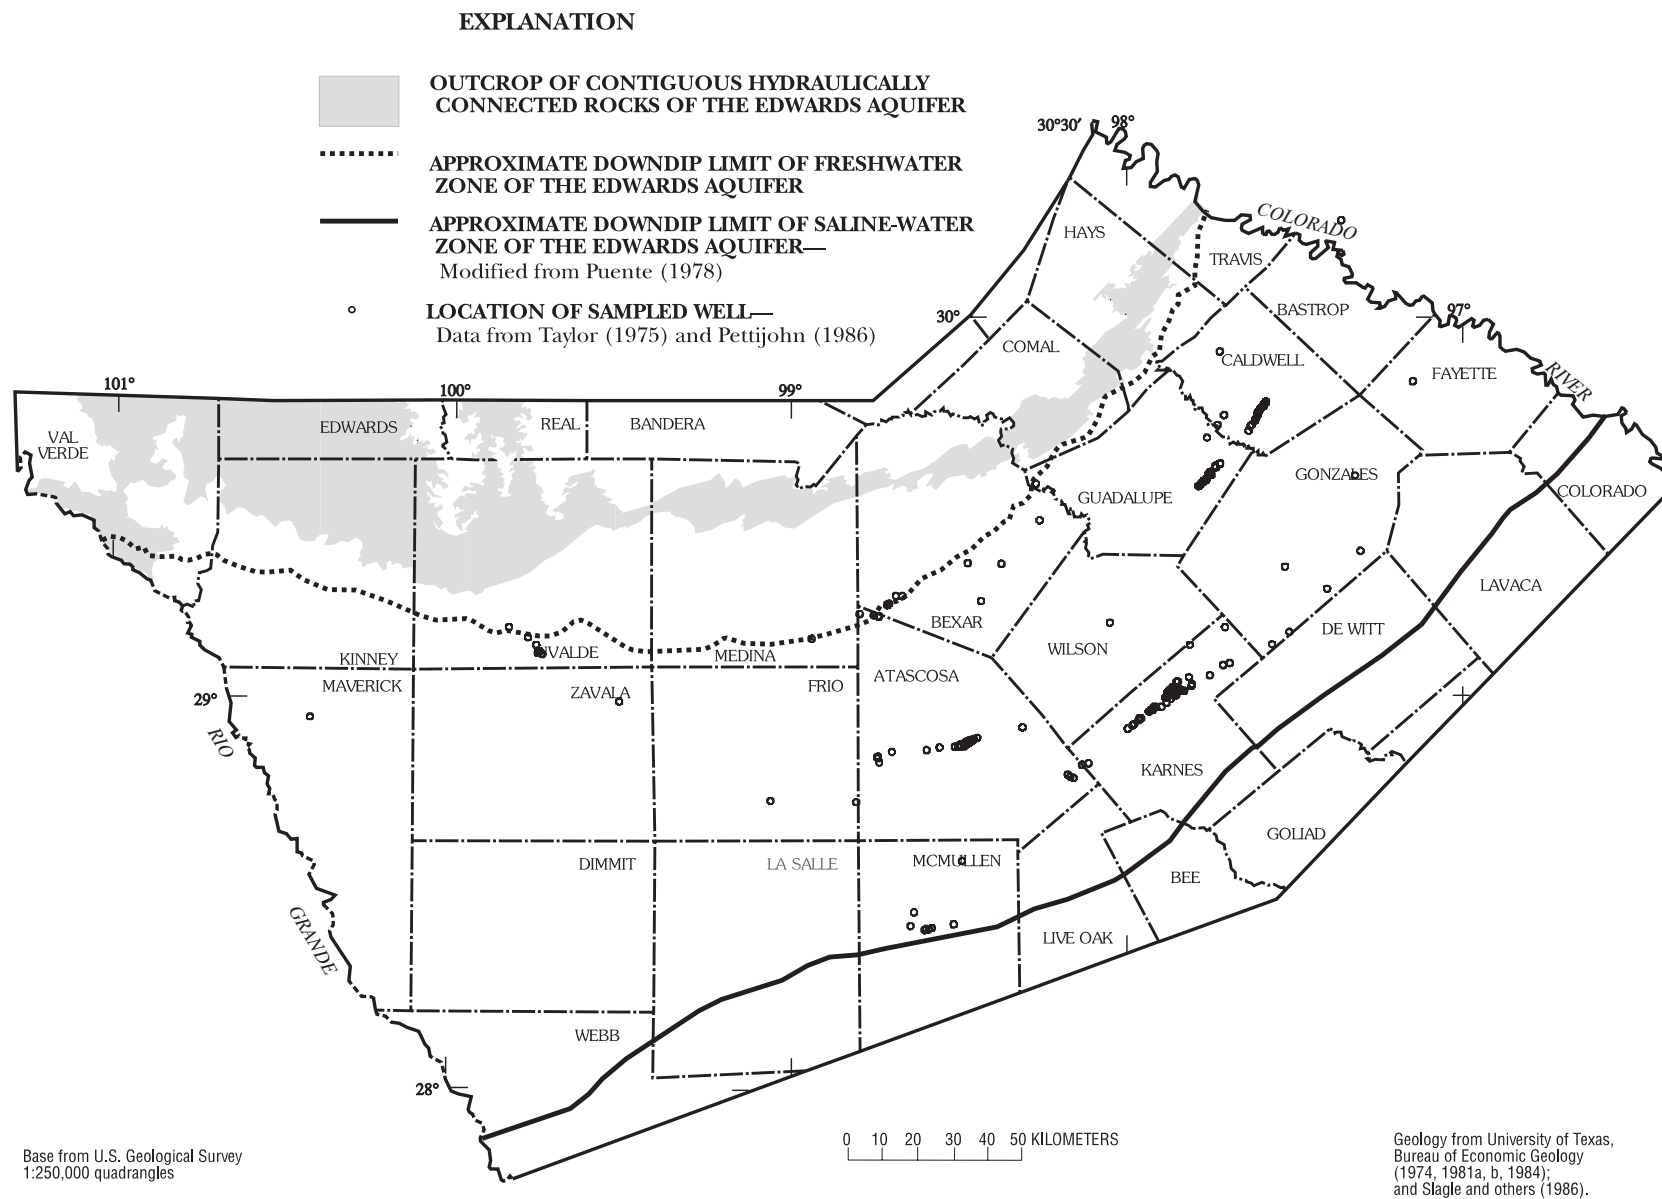 EXPLANATION
OUTCROP OF CONTIGUOUS HYDRAULICALLY
CONNECTED ROCKS OF THE EDWARDS AQUIFER
APPROXIMATE DOWNDIP LIMIT OF FRESHWATER
ZONE OF THE EDWARDS AQUIFER
APPROXIMATE DOWNDIP LIMIT OF SALINE-WATER
ZONE OF THE EDWARDS AQUIFER—
Modified from Puente (1978)
LOCATION OF SAMPLED WELL—
Data from Taylor (1975) and Pettijohn (1986)
30°30′
98°
COLORADO
HAYS
TRAVIS
BASTROP
97°
30°
COMAL
CALDWELL
FAYETTE
RIVER
101°
100°
99°
VAL
VERDE
EDWARDS
REAL
BANDERA
GONZALES
COLORADO
GUADALUPE
LAVACA
BEXAR
DE WITT
WILSON
KINNEY
UVALDE
MEDINA
MAVERICK
ZAVALA
FRIO
ATASCOSA
29°
RIO
KARNES
GOLIAD
DIMMIT
LA SALLE
MCMULLEN
BEE
GRANDE
LIVE OAK
WEBB
28°
0 10 20 30 40 50 KILOMETERS
Base from U.S. Geological Survey
1:250,000 quadrangles
Geology from University of Texas,
Bureau of Economic Geology
(1974, 1981a, b, 1984);
and Slagle and others (1986).